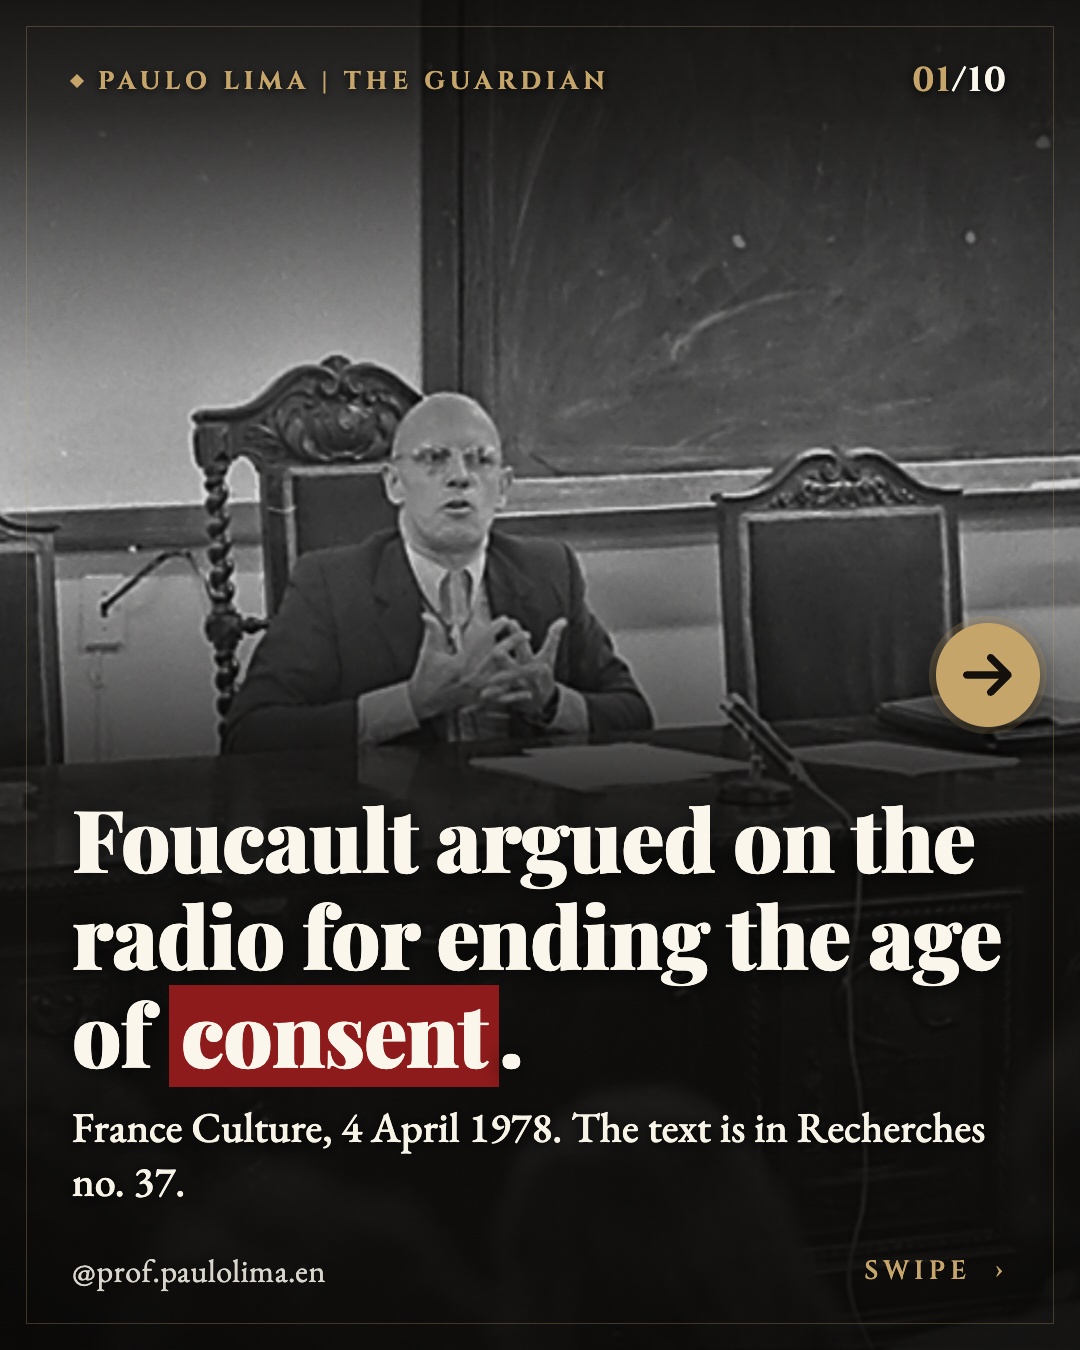 ◆ PAULO LIMA | THE GUARDIAN
01/10
Foucault argued on the
radio for ending the age
of consent.
France Culture, 4 April 1978. The text is in Recherches
no. 37.
@prof.paulolima.en
SWIPE ›